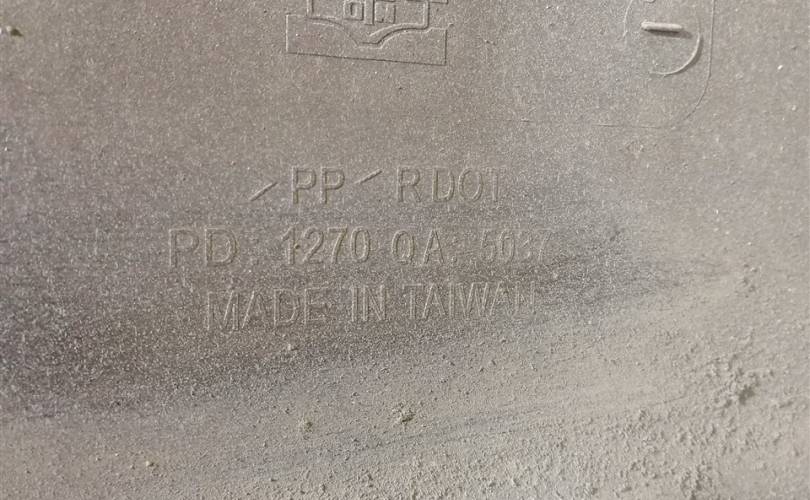 >PP< RDOT
PD: 1270 QA: 5037
MADE IN TAIWAN